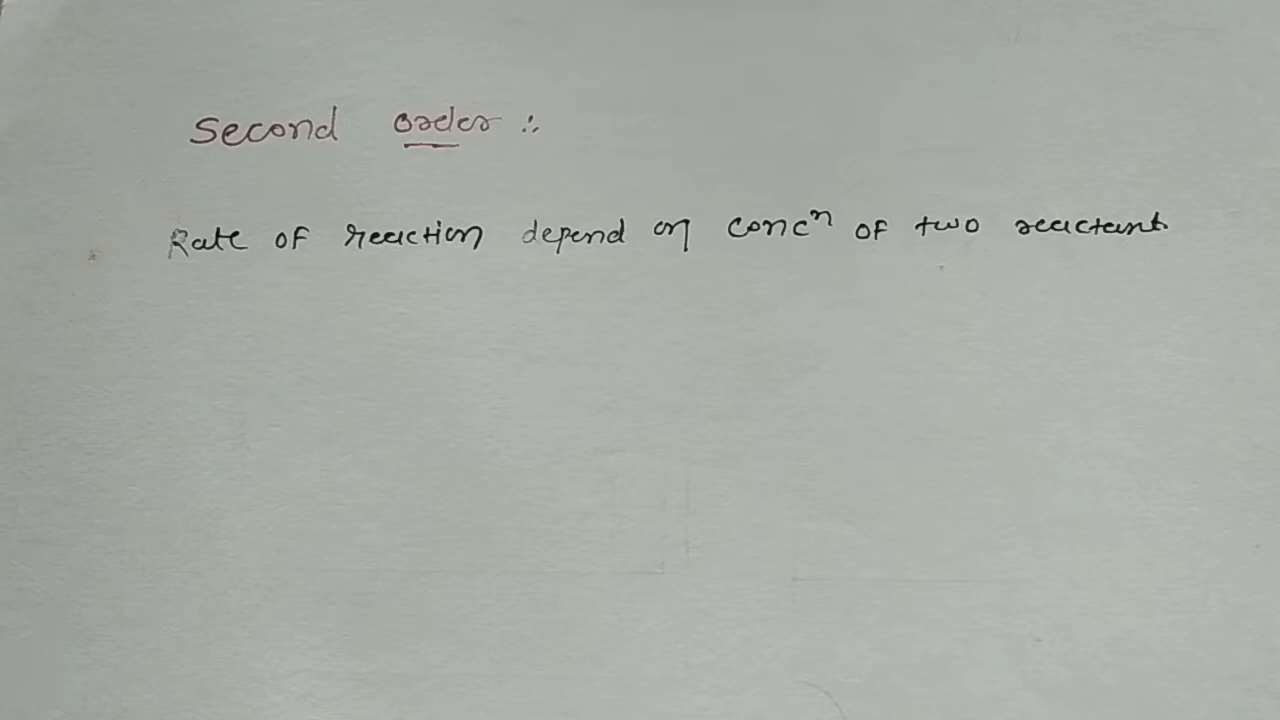 Second order :.
Rate of reaction depend on concⁿ of two reactant.